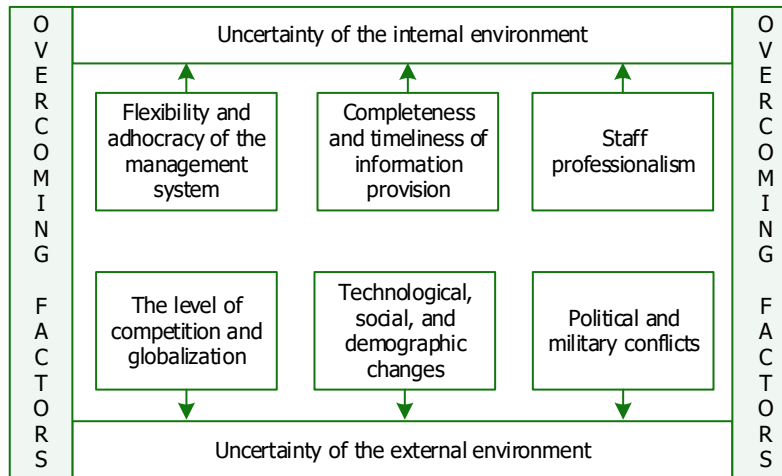 OVERCOMING FACTORS
Uncertainty of the internal environment
Flexibility and
adhocracy of the
management
system
Completeness
and timeliness of
information
provision
Staff
professionalism
The level of
competition and
globalization
Technological,
social, and
demographic
changes
Political and
military conflicts
Uncertainty of the external environment
OVERCOMING FACTORS